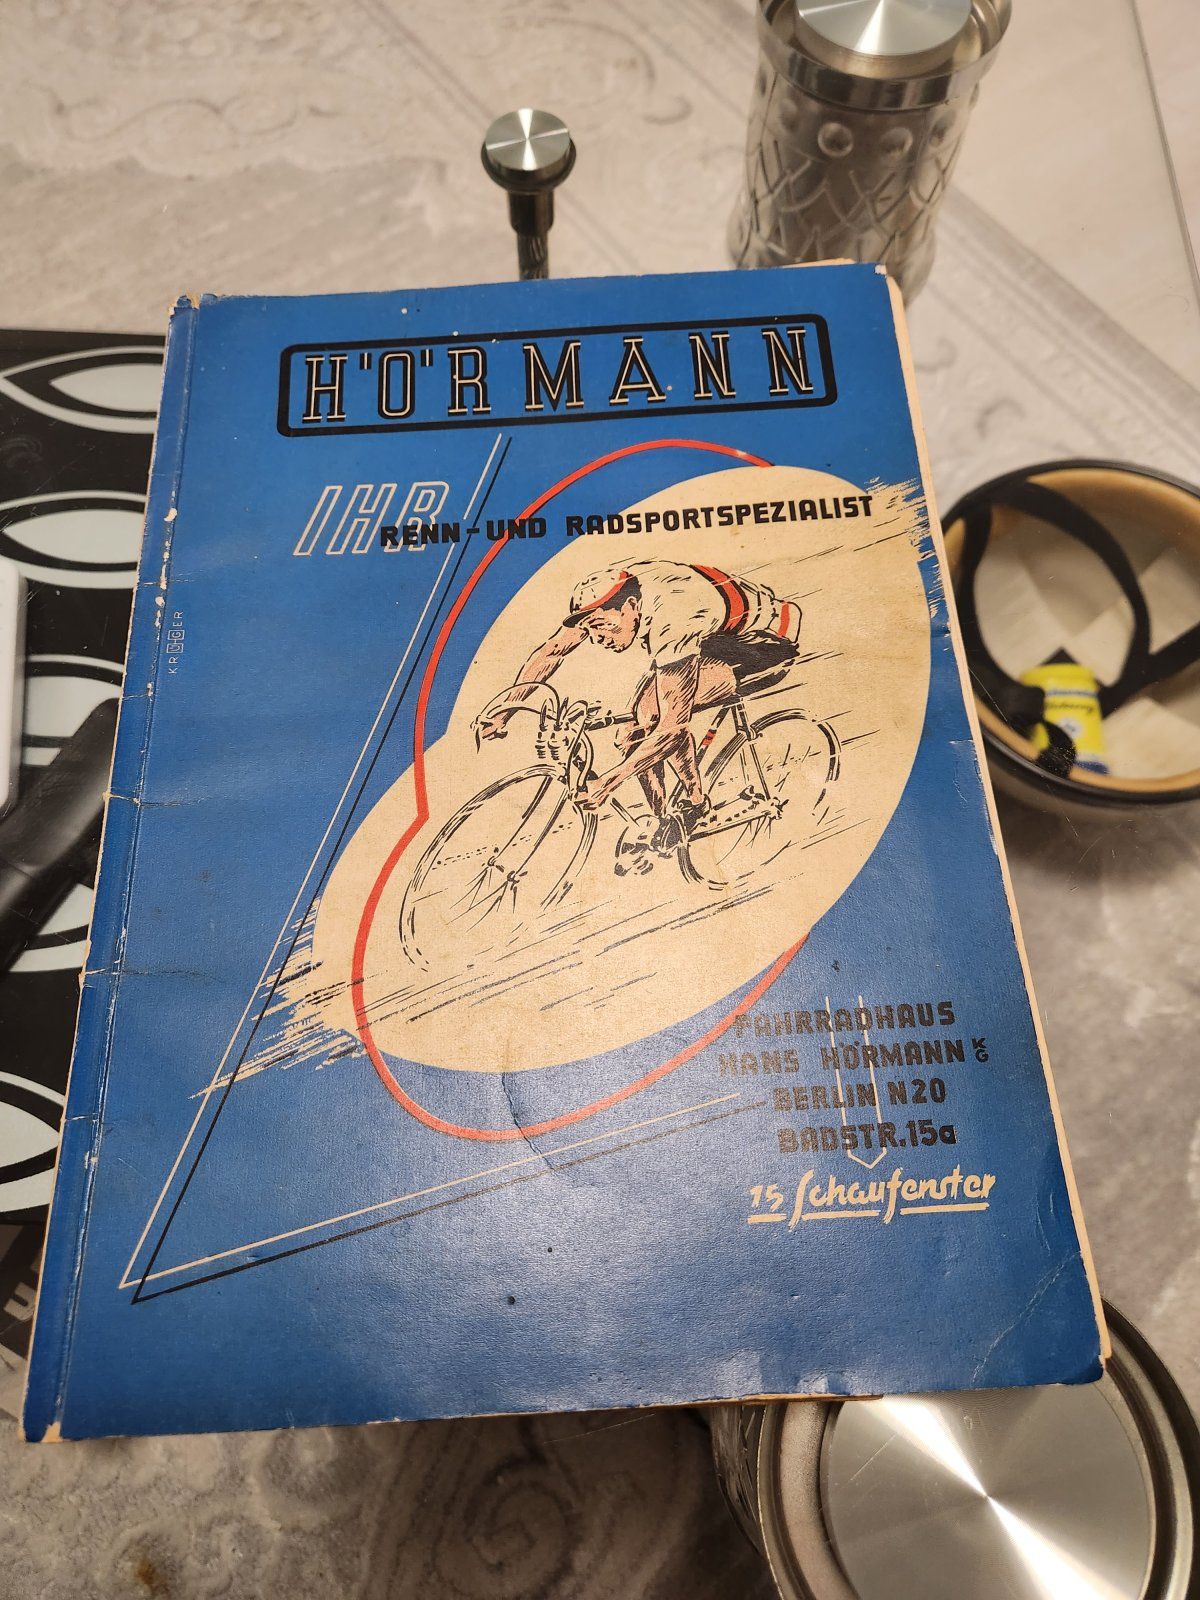 HÖRMANN
IHR
RENN-UND RADSPORTSPEZIALIST
KRÜGER
FAHRRADHAUS
HANS HÖRMANN KG
BERLIN N20
BADSTR.15a
15 Schaufenster